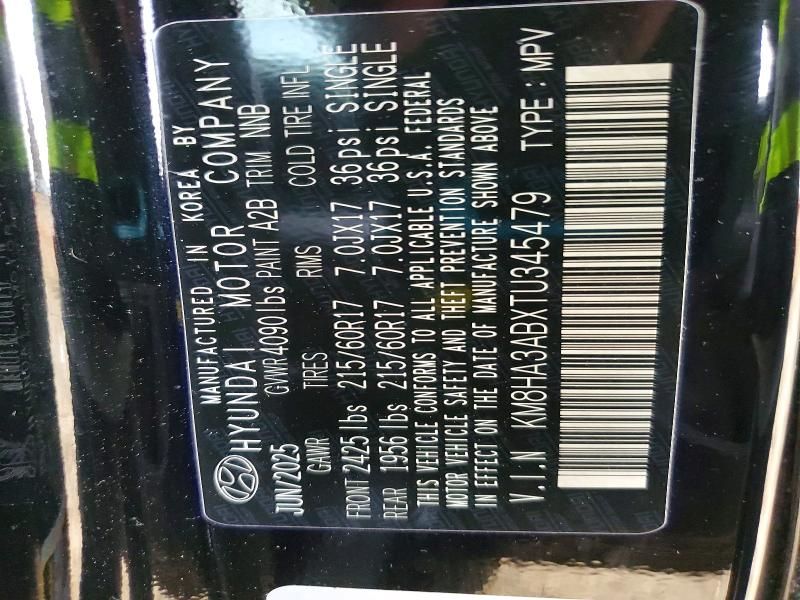 MANUFACTURED IN KOREA BY
HYUNDAI MOTOR COMPANY
JUN/2025 GVWR 4090 lbs PAINT A2B TRIM NNB
GAWR TIRES RMS COLD TIRE INFL
FRONT 2425 lbs 215/60R17 7.0JX17 36psi SINGLE
REAR 1956 lbs 215/60R17 7.0JX17 36psi SINGLE
THIS VEHICLE CONFORMS TO ALL APPLICABLE U.S.A. FEDERAL
MOTOR VEHICLE SAFETY AND THEFT PREVENTION STANDARDS
IN EFFECT ON THE DATE OF MANUFACTURE SHOWN ABOVE
V.I.N KM8HA3ABXTU345479 TYPE : MPV